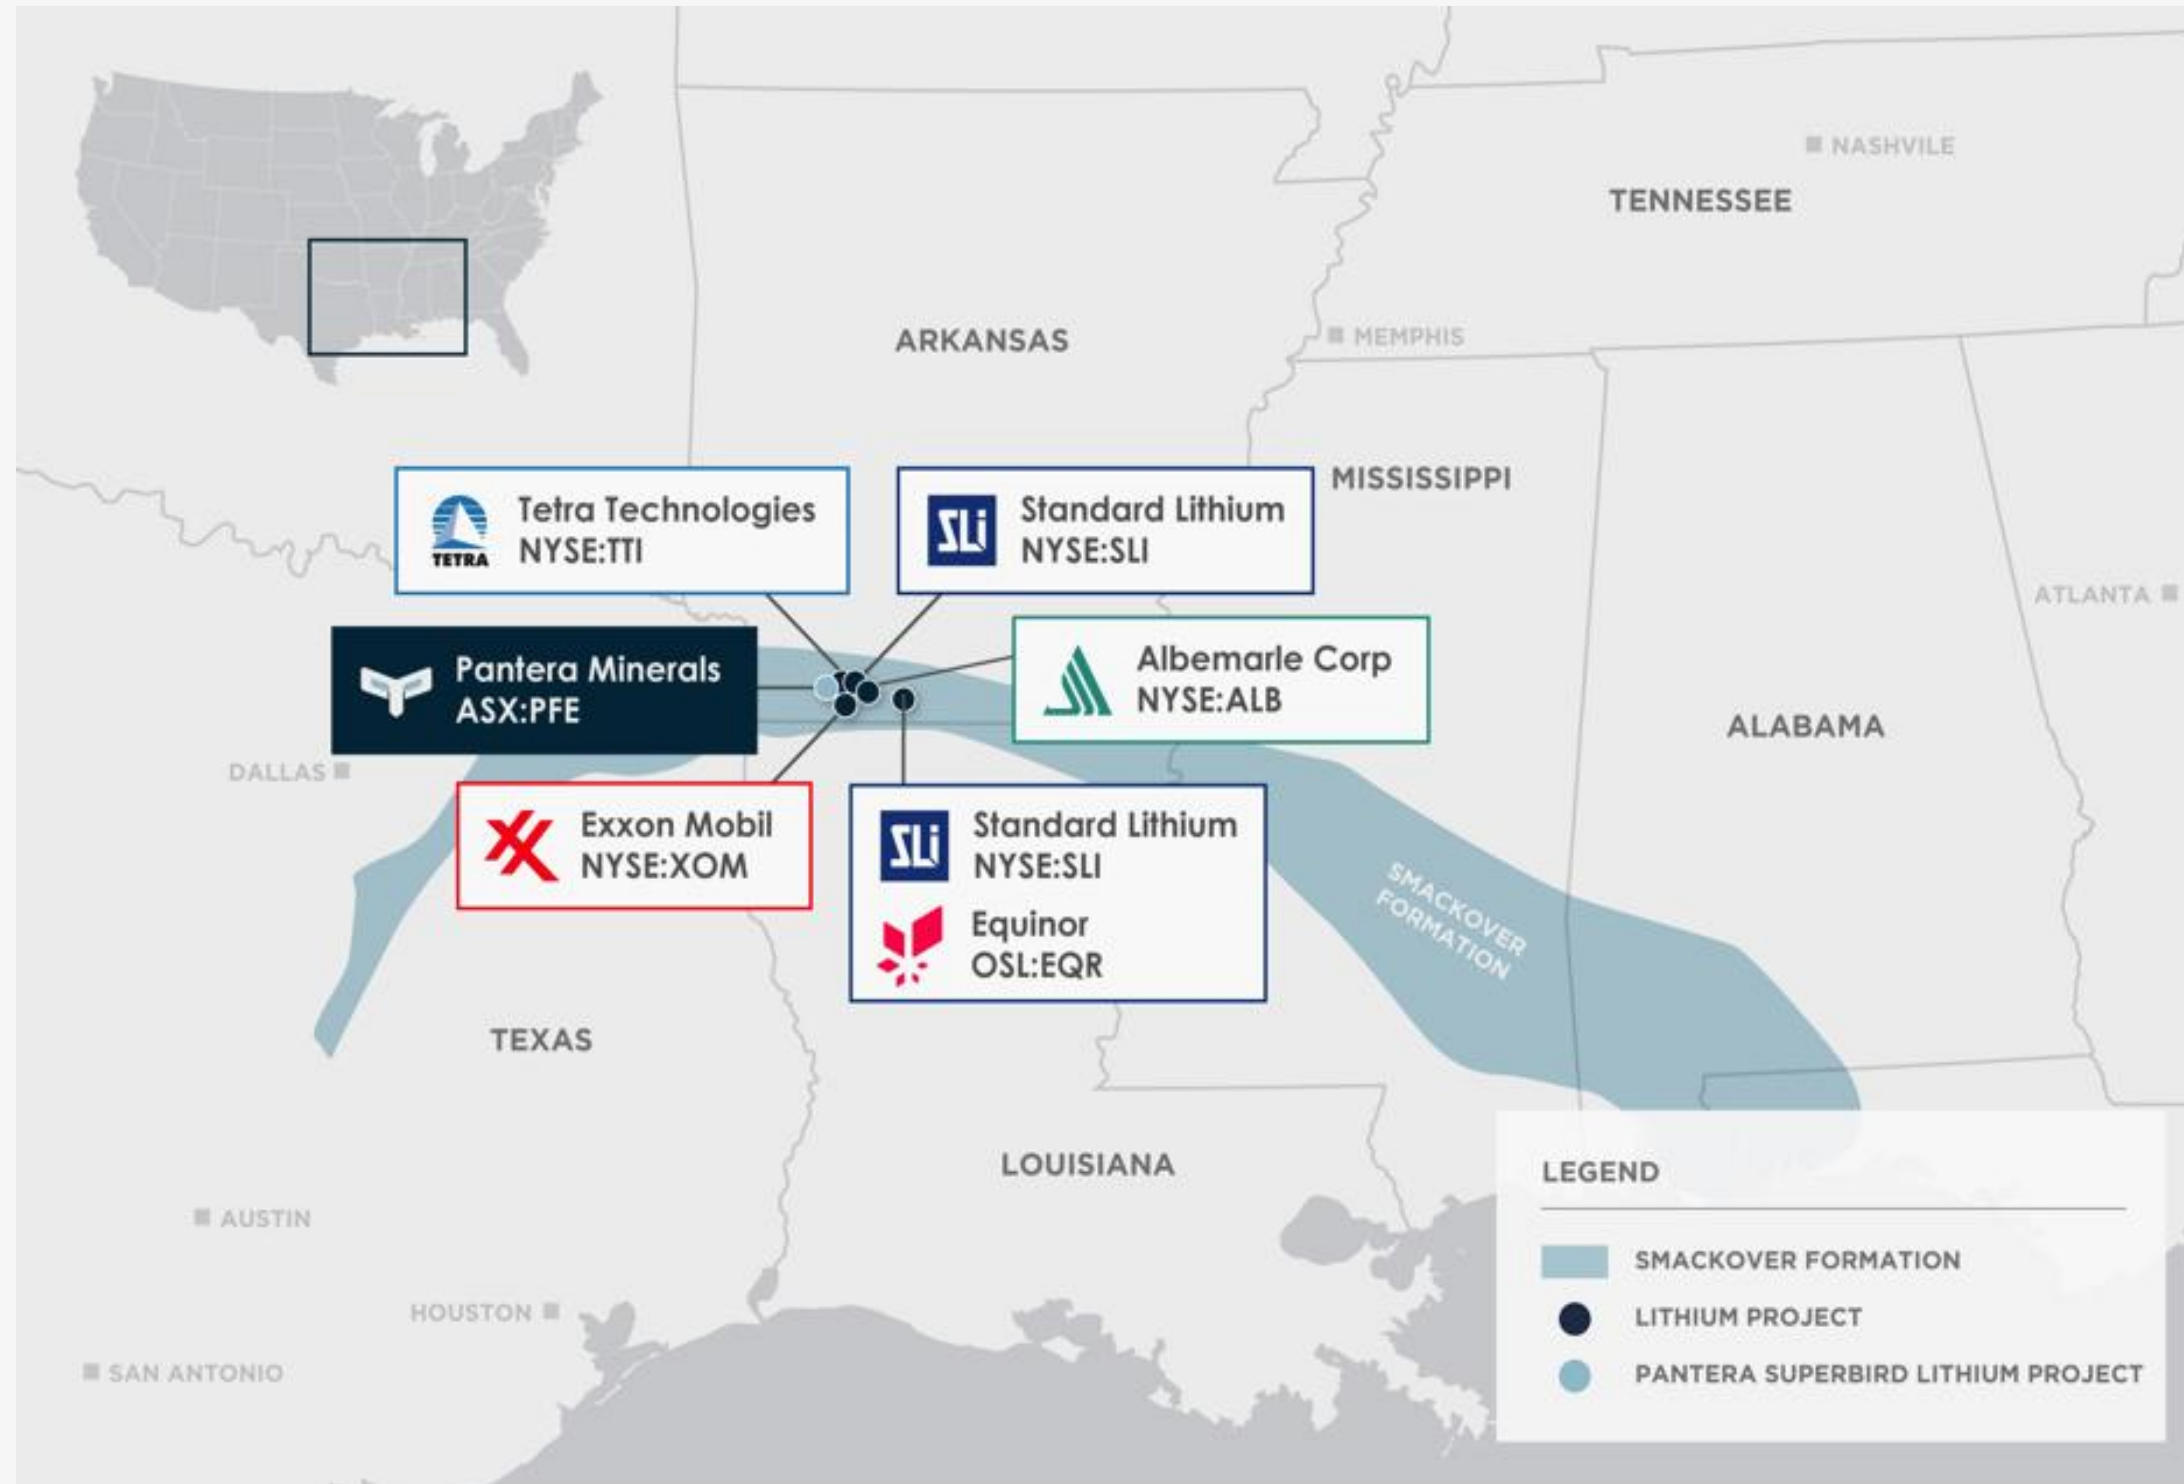 NASHVILE
TENNESSEE
ARKANSAS
MEMPHIS
MISSISSIPPI
TETRA
Tetra Technologies
NYSE:TTI
SLi
Standard Lithium
NYSE:SLI
ATLANTA
Pantera Minerals
ASX:PFE
Albemarle Corp
NYSE:ALB
ALABAMA
DALLAS
Exxon Mobil
NYSE:XOM
SLi
Standard Lithium
NYSE:SLI
Equinor
OSL:EQR
SMACKOVER
FORMATION
TEXAS
LOUISIANA
AUSTIN
HOUSTON
SAN ANTONIO
LEGEND
SMACKOVER FORMATION
LITHIUM PROJECT
PANTERA SUPERBIRD LITHIUM PROJECT